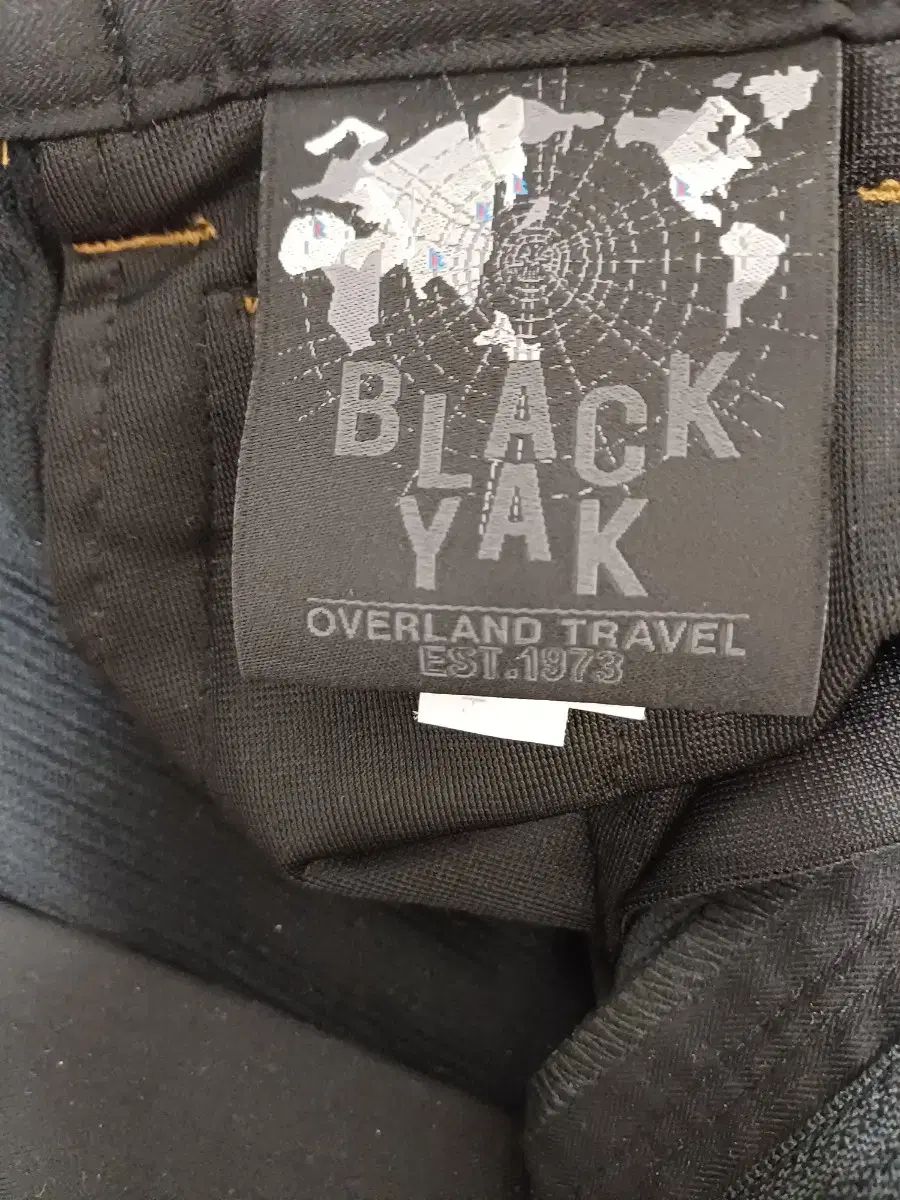 BLACK
YAK
OVERLAND TRAVEL
EST.1973